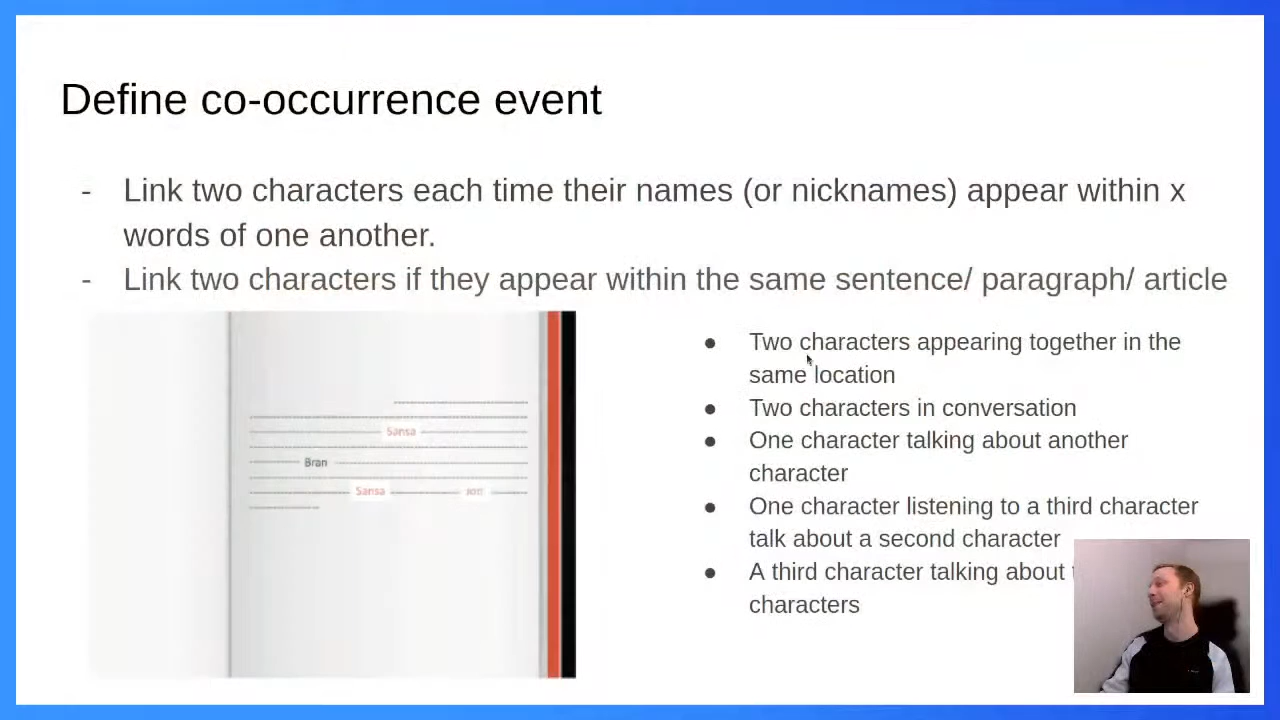 Define co-occurrence event
- Link two characters each time their names (or nicknames) appear within x
words of one another.
- Link two characters if they appear within the same sentence/ paragraph/ article
Sansa
Bran
Sansa
● Two characters appearing together in the
same location
● Two characters in conversation
● One character talking about another
character
● One character listening to a third character
talk about a second character
● A third character talking about
characters